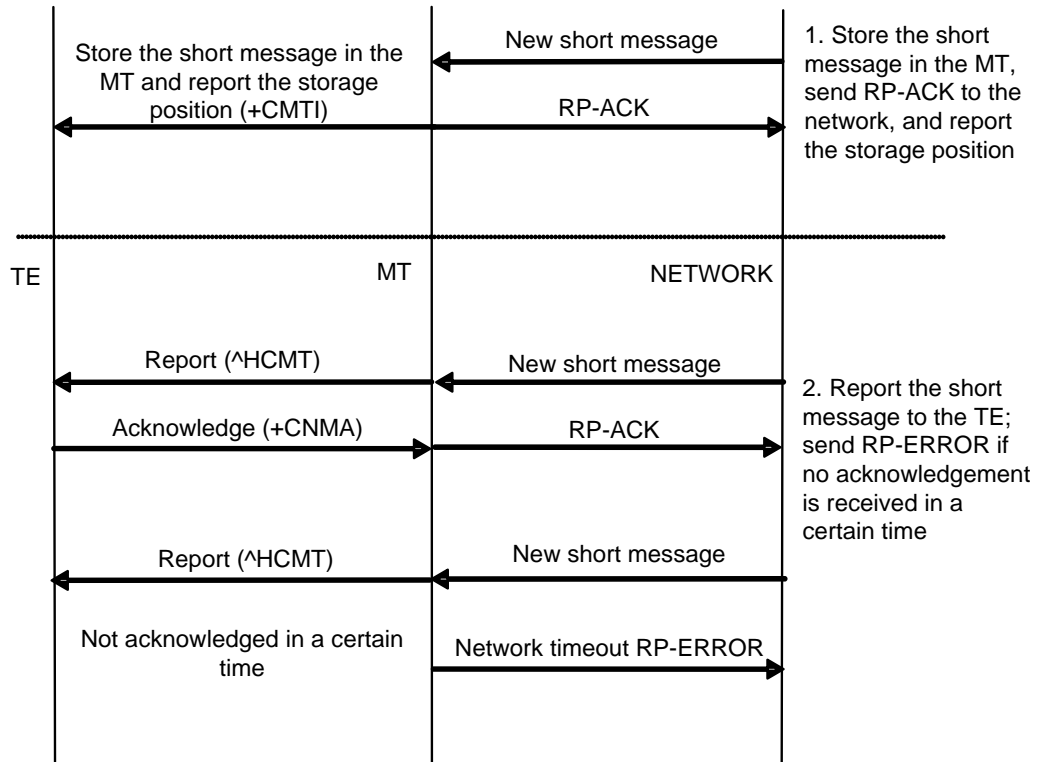 Store the short message in the
MT and report the storage
position (+CMTI)
New short message
RP-ACK
1. Store the short
message in the MT,
send RP-ACK to the
network, and report
the storage position
TE
MT
NETWORK
Report (^HCMT)
New short message
Acknowledge (+CNMA)
RP-ACK
2. Report the short
message to the TE;
send RP-ERROR if
no acknowledgement
is received in a
certain time
Report (^HCMT)
New short message
Not acknowledged in a certain
time
Network timeout RP-ERROR